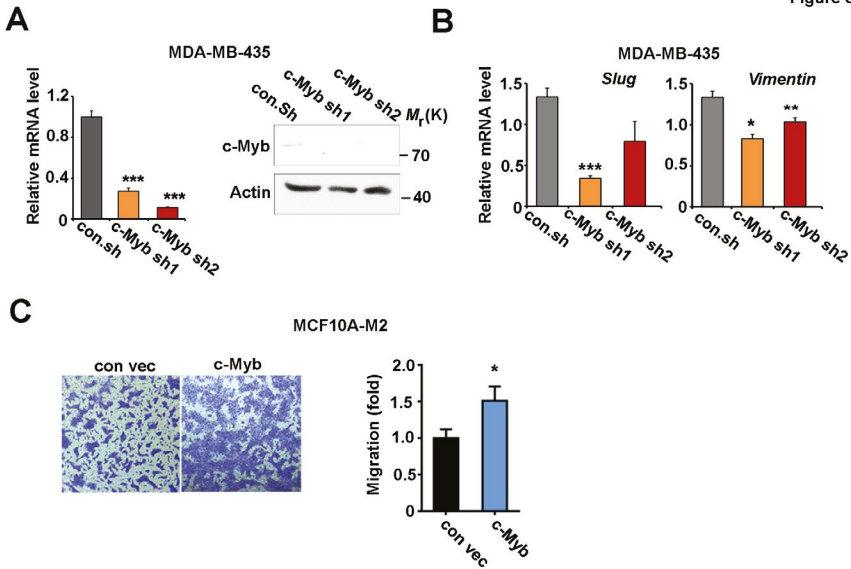 Figure
A
MDA-MB-435
Relative mRNA level
1.2
0.8
0.4
0
***
***
con.sh
c-Myb sh1
c-Myb sh2
con.Sh
c-Myb sh1
c-Myb sh2
Mr(K)
c-Myb
70
Actin
40
B
MDA-MB-435
Relative mRNA level
Slug
1.5
1.0
0.5
0
***
con.sh
c-Myb sh1
c-Myb sh2
Vimentin
1.5
1.0
0.5
0
*
**
con.sh
c-Myb sh1
c-Myb sh2
C
MCF10A-M2
con vec
c-Myb
Migration (fold)
2.0
1.5
1.0
0.5
0
*
con vec
c-Myb